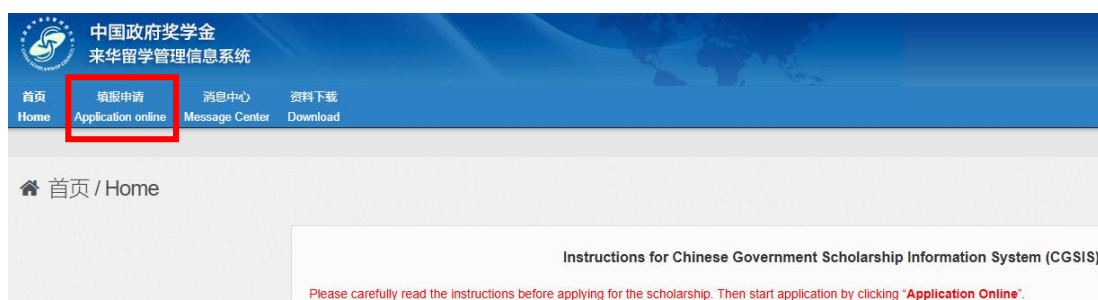 中国政府奖学金
来华留学管理信息系统
首页 填报申请 消息中心 资料下载
Home Application online Message Center Download
首页 / Home
Instructions for Chinese Government Scholarship Information System (CGSIS)
Please carefully read the instructions before applying for the scholarship. Then start application by clicking “Application Online”.